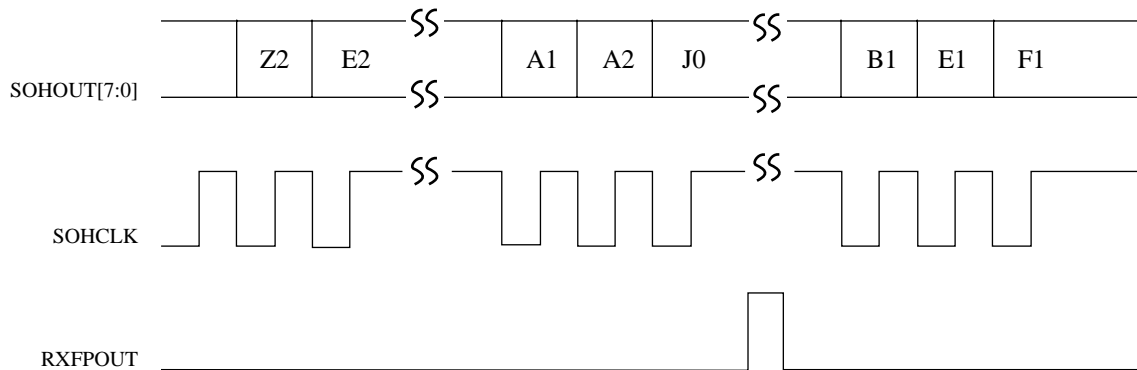 Z2 E2 A1 A2 J0 B1 E1 F1
SOHOUT[7:0]
SOHCLK
RXFPOUT